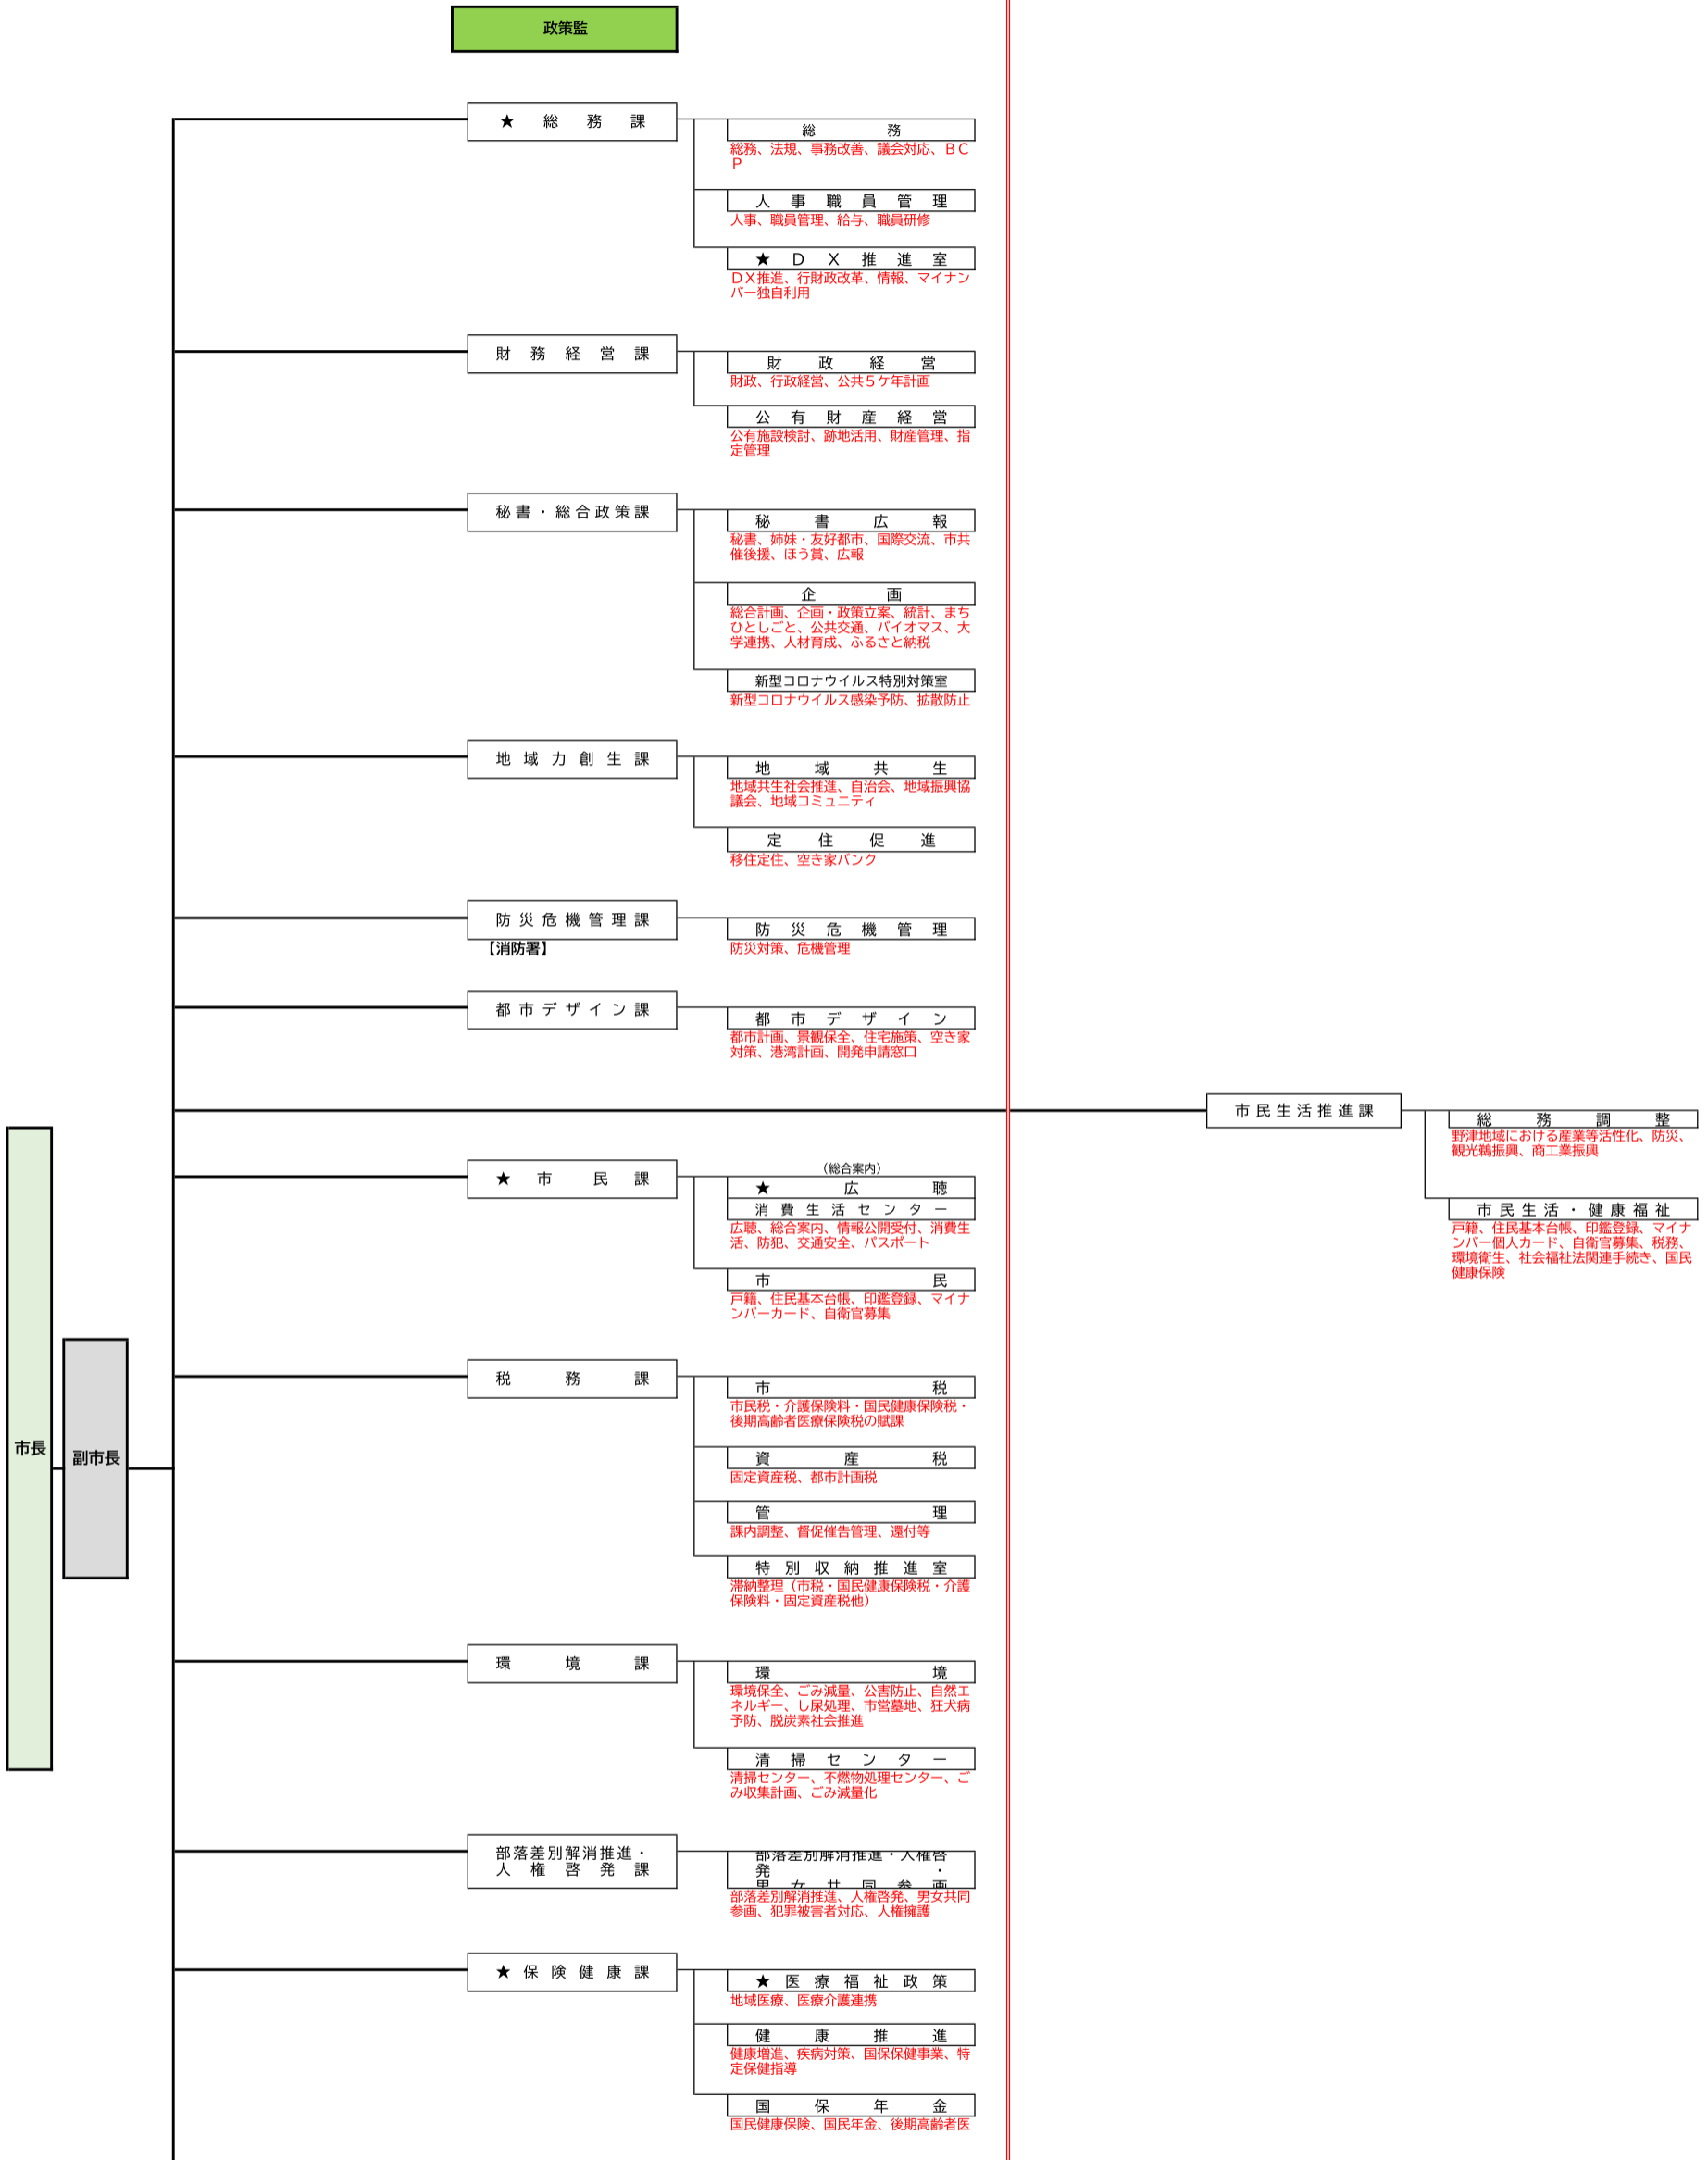 政策監
★総務課
総務
総務、法規、事務改善、議会対応、ＢＣ
Ｐ
人事職員管理
人事、職員管理、給与、職員研修
★ＤＸ推進室
ＤＸ推進、行財政改革、情報、マイナン
バー独自利用
財務経営課
財政経営
財政、行政経営、公共５ケ年計画
公有財産経営
公有施設検討、跡地活用、財産管理、指
定管理
秘書・総合政策課
秘書広報
秘書、姉妹・友好都市、国際交流、市共
催後援、ほう賞、広報
企画
総合計画、企画・政策立案、統計、まち
ひとしごと、公共交通、バイオマス、大
学連携、人材育成、ふるさと納税
新型コロナウイルス特別対策室
新型コロナウイルス感染予防、拡散防止
地域力創生課
地域共生
地域共生社会推進、自治会、地域振興協
議会、地域コミュニティ
定住促進
移住定住、空き家バンク
防災危機管理課
【消防署】
防災危機管理
防災対策、危機管理
都市デザイン課
都市デザイン
都市計画、景観保全、住宅施策、空き家
対策、港湾計画、開発申請窓口
市民生活推進課
総務調整
野津地域における産業等活性化、防災、
観光鵜振興、商工業振興
市民生活・健康福祉
戸籍、住民基本台帳、印鑑登録、マイナ
ンバー個人カード、自衛官募集、税務、
環境衛生、社会福祉法関連手続き、国民
健康保険
★市民課
（総合案内）
★広聴
消費生活センター
広聴、総合案内、情報公開受付、消費生
活、防犯、交通安全、パスポート
市民
戸籍、住民基本台帳、印鑑登録、マイナ
ンバーカード、自衛官募集
税務課
市税
市民税・介護保険料・国民健康保険税・
後期高齢者医療保険税の賦課
資産税
固定資産税、都市計画税
管理
課内調整、督促催告管理、還付等
特別収納推進室
滞納整理（市税・国民健康保険税・介護
保険料・固定資産税他）
市長
副市長
環境課
環境
環境保全、ごみ減量、公害防止、自然エ
ネルギー、し尿処理、市営墓地、狂犬病
予防、脱炭素社会推進
清掃センター
清掃センター、不燃物処理センター、ご
み収集計画、ごみ減量化
部落差別解消推進・
人権啓発課
部落差別解消推進・人権啓
発・
男女共同参画
部落差別解消推進、人権啓発、男女共同
参画、犯罪被害者対応、人権擁護
★保険健康課
★医療福祉政策
地域医療、医療介護連携
健康推進
健康増進、疾病対策、国保保健事業、特
定保健指導
国保年金
国民健康保険、国民年金、後期高齢者医